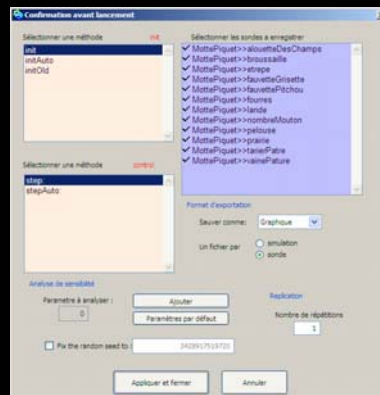 Confirmation avant lancement
Sélectionner une méthode init
init
initAuto
initOld
Sélectionner les sondes a enregistrer
MottePiquet>>alouetteDesChamps
MottePiquet>>broussaille
MottePiquet>>etrepe
MottePiquet>>fauvetteGrisette
MottePiquet>>fauvettePitchou
MottePiquet>>fourres
MottePiquet>>lande
MottePiquet>>nombreMouton
MottePiquet>>pelouse
MottePiquet>>prairie
MottePiquet>>tarierPatre
MottePiquet>>vainePature
Sélectionner une méthode control
step:
stepAuto:
Format d'exportation
Sauver comme: Graphique
Un fichier par simulation
sonde
Analyse de sensibilité
Parametre à analyser : Ajouter
0 Paramètres par défaut
Replication
Nombre de répétitions
1
Fix the random seed to : 3428917519720
Appliquer et fermer Annuler